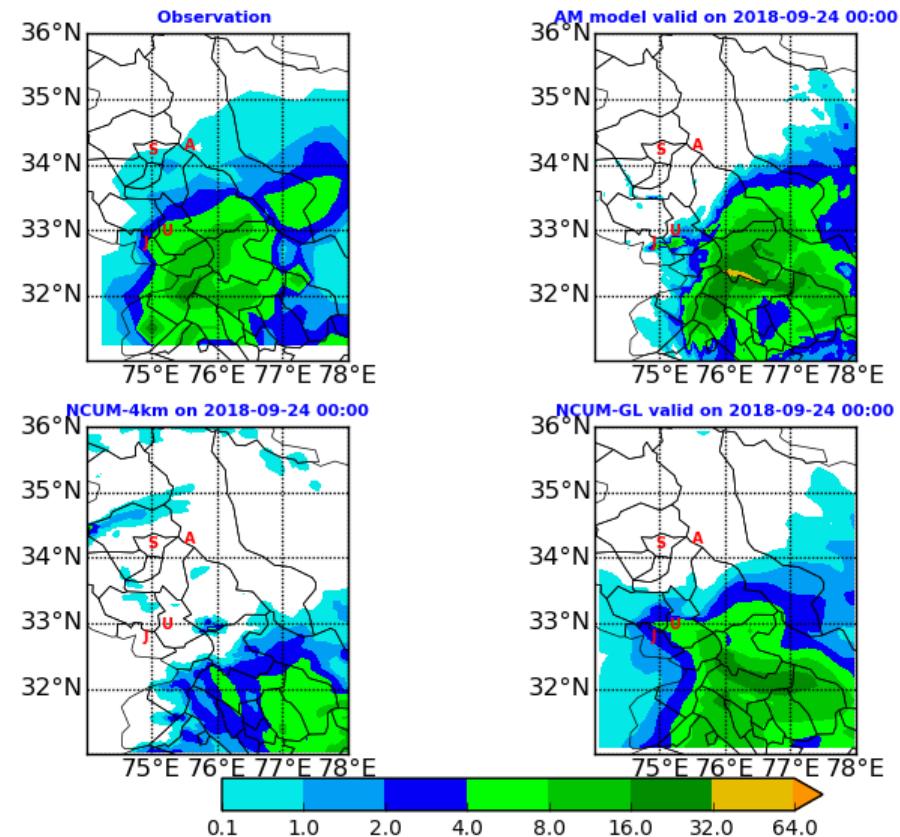 Observation
AM model valid on 2018-09-24 00:00
36°N
35°N
34°N
33°N
32°N
75°E 76°E 77°E 78°E
S
A
U
J
36°N
35°N
34°N
33°N
32°N
75°E 76°E 77°E 78°E
S
A
U
J
NCUM-4km on 2018-09-24 00:00
NCUM-GL valid on 2018-09-24 00:00
36°N
35°N
34°N
33°N
32°N
75°E 76°E 77°E 78°E
S
A
U
J
36°N
35°N
34°N
33°N
32°N
75°E 76°E 77°E 78°E
S
A
U
J
0.1 1.0 2.0 4.0 8.0 16.0 32.0 64.0